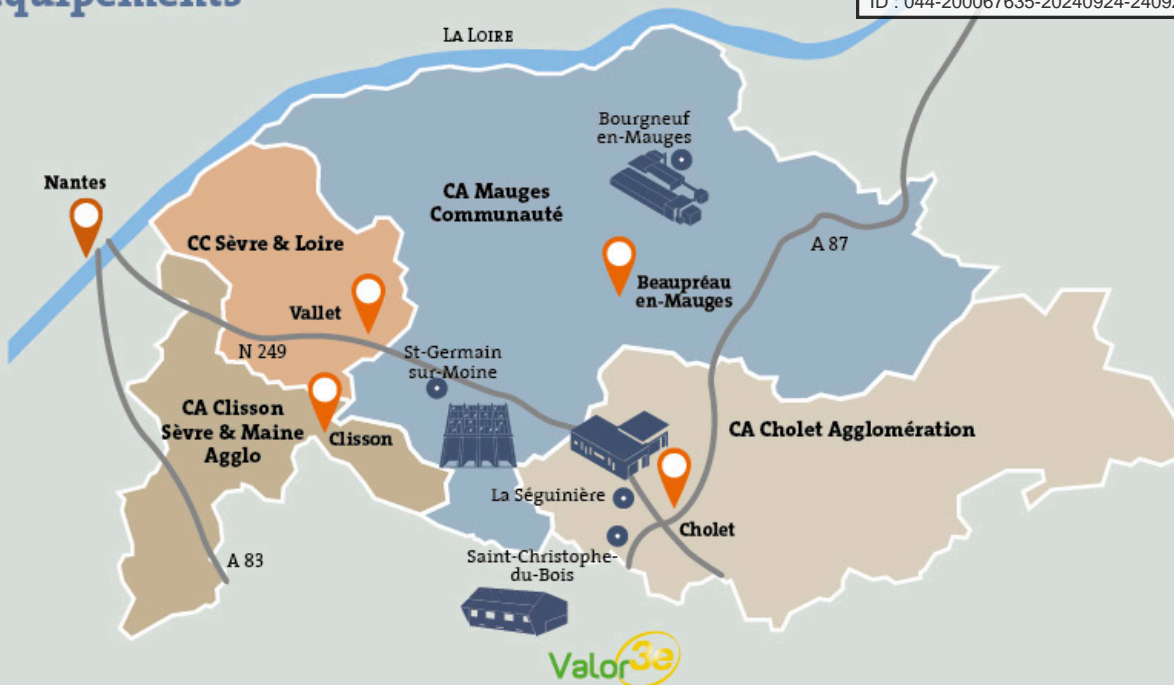 équipements
ID : 044-200067635-20240924-2409
LA LOIRE
Bourgneuf
en-Mauges
Nantes
CA Mauges
Communauté
CC Sèvre & Loire
A 87
Beaupréau
en-Mauges
Vallet
N 249
St-Germain
sur-Moine
CA Clisson
Sèvre & Maine
Agglo
Clisson
CA Cholet Agglomération
La Séguinière
Cholet
Saint-Christophe-
du-Bois
A 83
Valor3e